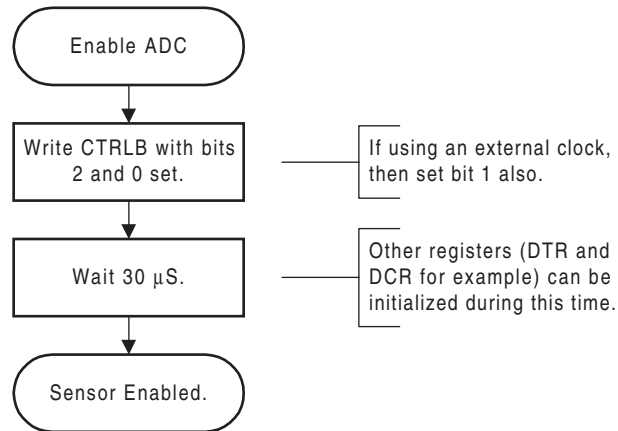 Enable ADC
Write CTRLB with bits
2 and 0 set.
If using an external clock,
then set bit 1 also.
Wait 30 µS.
Other registers (DTR and
DCR for example) can be
initialized during this time.
Sensor Enabled.